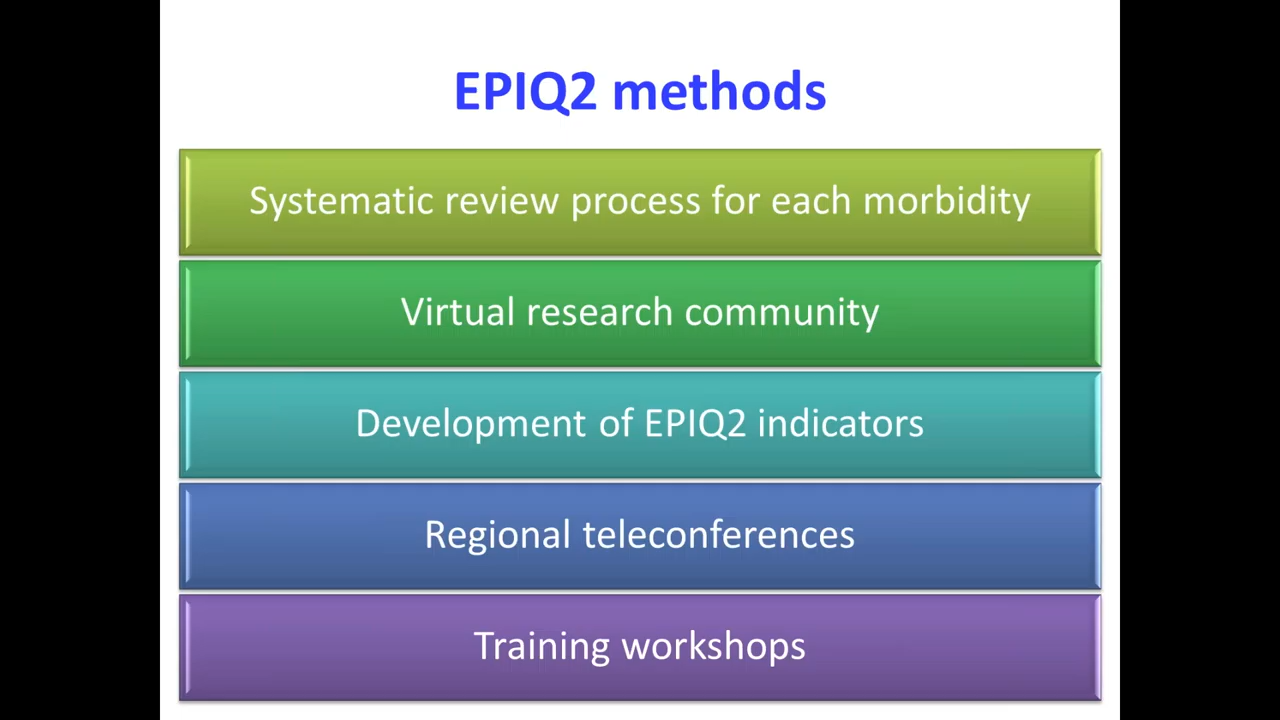 EPIQ2 methods
Systematic review process for each morbidity
Virtual research community
Development of EPIQ2 indicators
Regional teleconferences
Training workshops